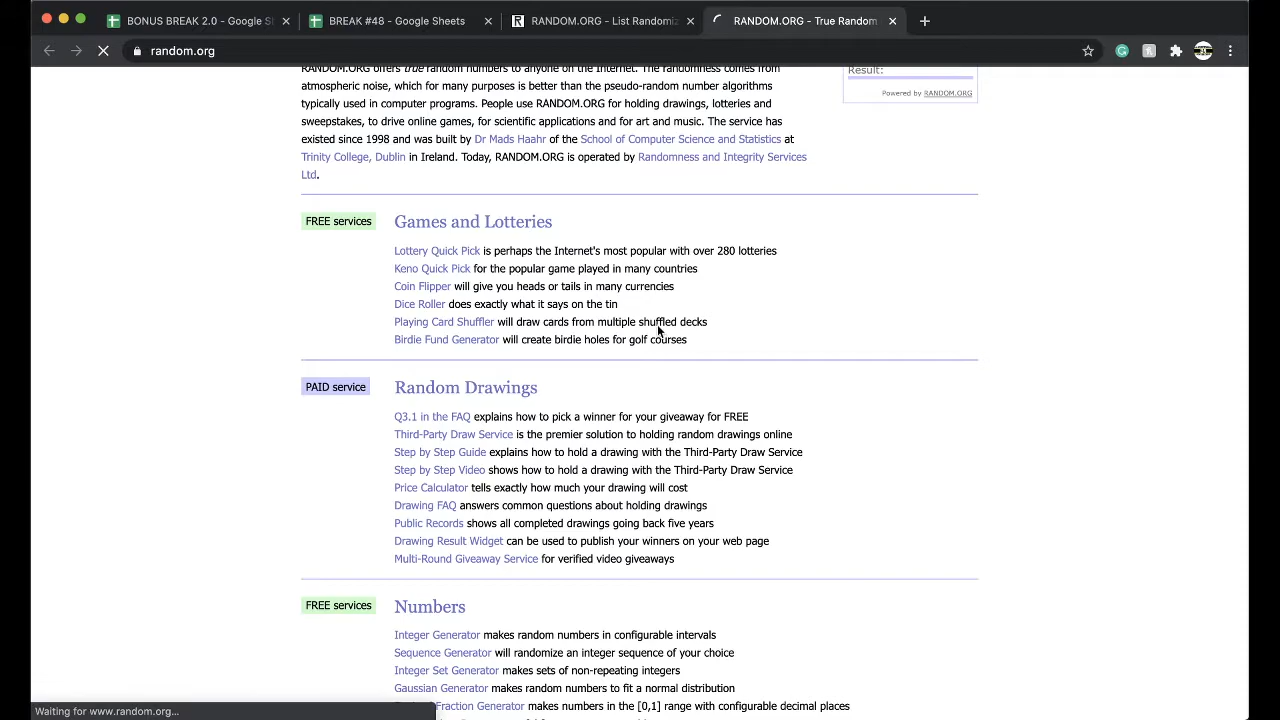 BONUS BREAK 2.0 - Google S
BREAK #48 - Google Sheets
RANDOM.ORG - List Randomiz
RANDOM.ORG - True Random
random.org
RANDOM.ORG offers true random numbers to anyone on the Internet. The randomness comes from
atmospheric noise, which for many purposes is better than the pseudo-random number algorithms
typically used in computer programs. People use RANDOM.ORG for holding drawings, lotteries and
sweepstakes, to drive online games, for scientific applications and for art and music. The service has
existed since 1998 and was built by Dr Mads Haahr of the School of Computer Science and Statistics at
Trinity College, Dublin in Ireland. Today, RANDOM.ORG is operated by Randomness and Integrity Services
Ltd.
Result:
Powered by RANDOM.ORG
FREE services
Games and Lotteries
Lottery Quick Pick is perhaps the Internet's most popular with over 280 lotteries
Keno Quick Pick for the popular game played in many countries
Coin Flipper will give you heads or tails in many currencies
Dice Roller does exactly what it says on the tin
Playing Card Shuffler will draw cards from multiple shuffled decks
Birdie Fund Generator will create birdie holes for golf courses
PAID service
Random Drawings
Q3.1 in the FAQ explains how to pick a winner for your giveaway for FREE
Third-Party Draw Service is the premier solution to holding random drawings online
Step by Step Guide explains how to hold a drawing with the Third-Party Draw Service
Step by Step Video shows how to hold a drawing with the Third-Party Draw Service
Price Calculator tells exactly how much your drawing will cost
Drawing FAQ answers common questions about holding drawings
Public Records shows all completed drawings going back five years
Drawing Result Widget can be used to publish your winners on your web page
Multi-Round Giveaway Service for verified video giveaways
FREE services
Numbers
Integer Generator makes random numbers in configurable intervals
Sequence Generator will randomize an integer sequence of your choice
Integer Set Generator makes sets of non-repeating integers
Gaussian Generator makes random numbers to fit a normal distribution
Fraction Generator makes numbers in the [0,1] range with configurable decimal places
Waiting for www.random.org...